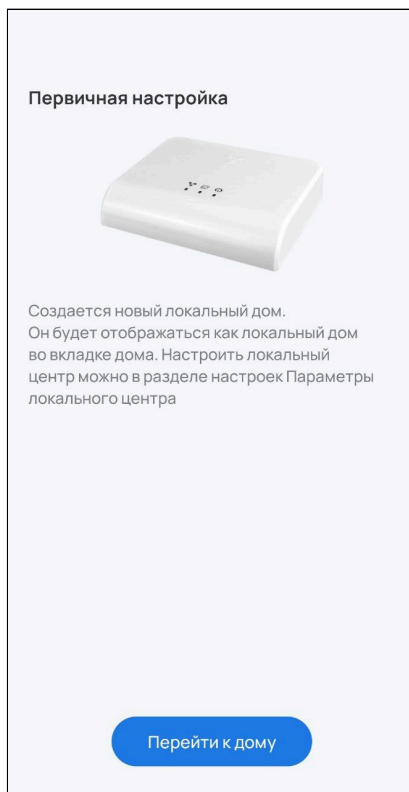 Первичная настройка
Создается новый локальный дом.
Он будет отображаться как локальный дом
во вкладке дома. Настроить локальный
центр можно в разделе настроек Параметры
локального центра
Перейти к дому